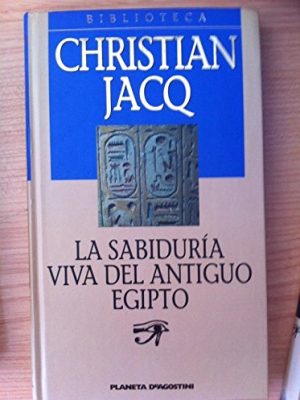 BIBLIOTECA
CHRISTIAN
JACQ
LA SABIDURÍA
VIVA DEL ANTIGUO
EGIPTO
PLANETA DEAGOSTINI